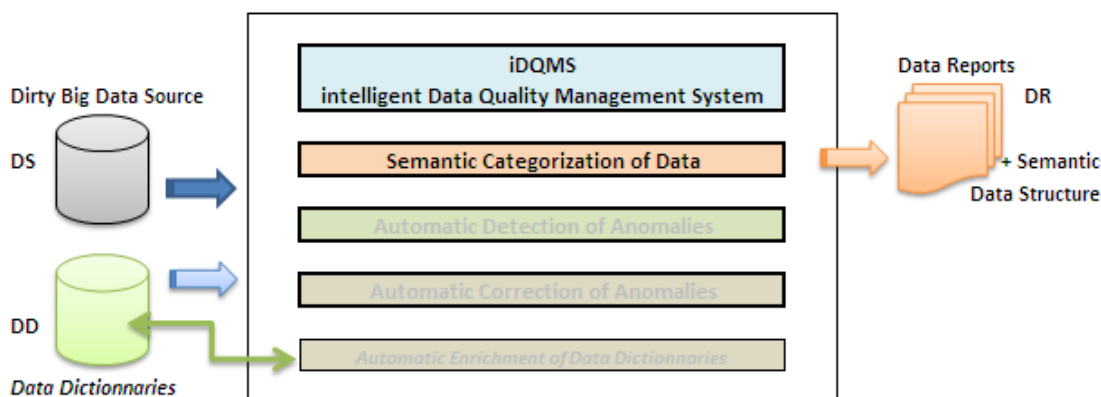 Dirty Big Data Source
DS
DD
Data Dictionnaries
iDQMS
intelligent Data Quality Management System
Semantic Categorization of Data
Automatic Detection of Anomalies
Automatic Correction of Anomalies
Automatic Enrichment of Data Dictionnaries
Data Reports
DR
+ Semantic
Data Structure